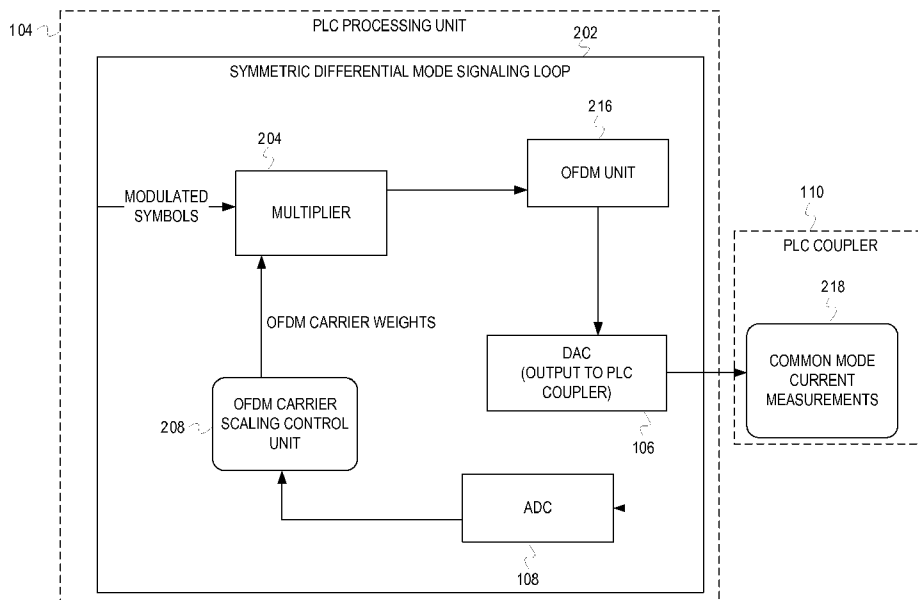 104
PLC PROCESSING UNIT
202
SYMMETRIC DIFFERENTIAL MODE SIGNALING LOOP
204
216
MODULATED
SYMBOLS
MULTIPLIER
OFDM UNIT
110
PLC COUPLER
218
OFDM CARRIER WEIGHTS
DAC
(OUTPUT TO PLC
COUPLER)
COMMON MODE
CURRENT
MEASUREMENTS
208
OFDM CARRIER
SCALING CONTROL
UNIT
106
ADC
108